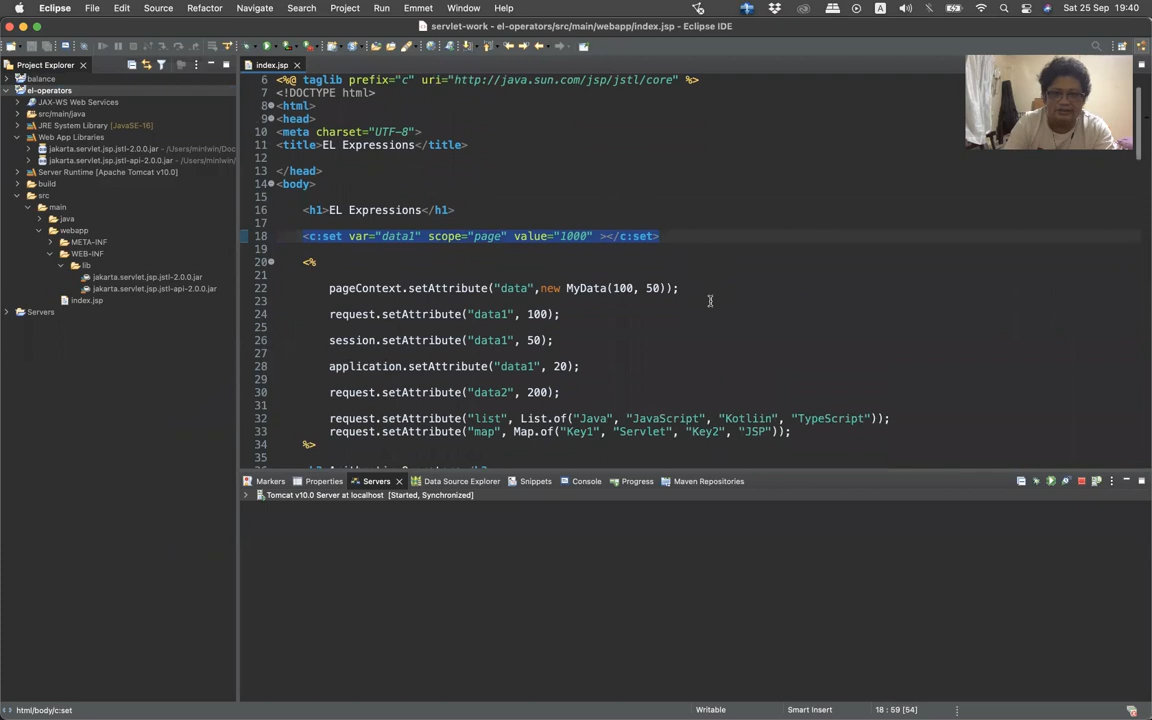 Eclipse File Edit Source Refactor Navigate Search Project Run Emmet Window Help A Sat 25 Sep 19:40
servlet-work - el-operators/src/main/webapp/index.jsp - Eclipse IDE
Project Explorer
balance
el-operators
JAX-WS Web Services
src/main/java
JRE System Library [JavaSE-16]
Web App Libraries
jakarta.servlet.jsp.jstl-2.0.0.jar - /Users/minlwin/Doc
jakarta.servlet.jsp.jstl-api-2.0.0.jar - /Users/minlwin
Server Runtime [Apache Tomcat v10.0]
build
src
main
java
webapp
META-INF
WEB-INF
lib
jakarta.servlet.jsp.jstl-2.0.0.jar
jakarta.servlet.jsp.jstl-api-2.0.0.jar
index.jsp
Servers
index.jsp
6 <%@ taglib prefix="c" uri="http://java.sun.com/jsp/jstl/core" %>
7 <!DOCTYPE html>
8 <html>
9 <head>
10 <meta charset="UTF-8">
11 <title>EL Expressions</title>
12
13 </head>
14 <body>
15
16 <h1>EL Expressions</h1>
17
18 <c:set var="data1" scope="page" value="1000" ></c:set>
19
20 <%
21
22 pageContext.setAttribute("data",new MyData(100, 50));
23
24 request.setAttribute("data1", 100);
25
26 session.setAttribute("data1", 50);
27
28 application.setAttribute("data1", 20);
29
30 request.setAttribute("data2", 200);
31
32 request.setAttribute("list", List.of("Java", "JavaScript", "Kotliin", "TypeScript"));
33 request.setAttribute("map", Map.of("Key1", "Servlet", "Key2", "JSP"));
34 %>
Markers Properties Servers Data Source Explorer Snippets Console Progress Maven Repositories
Tomcat v10.0 Server at localhost [Started, Synchronized]
html/body/c:set Writable Smart Insert 18 : 59 [54]